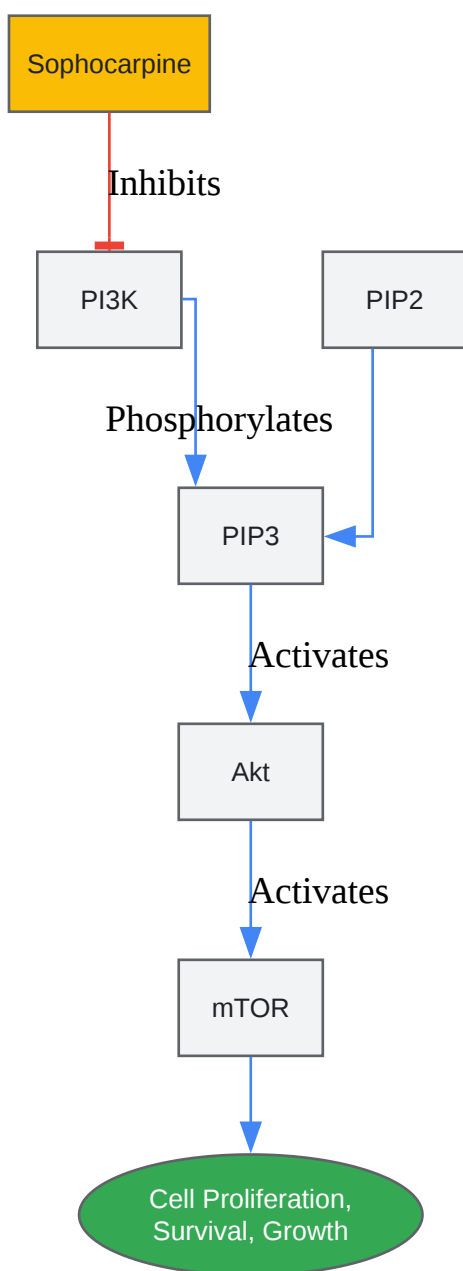 Sophocarpine
Inhibits
PI3K
PIP2
Phosphorylates
PIP3
Activates
Akt
Activates
mTOR
Cell Proliferation,
Survival, Growth